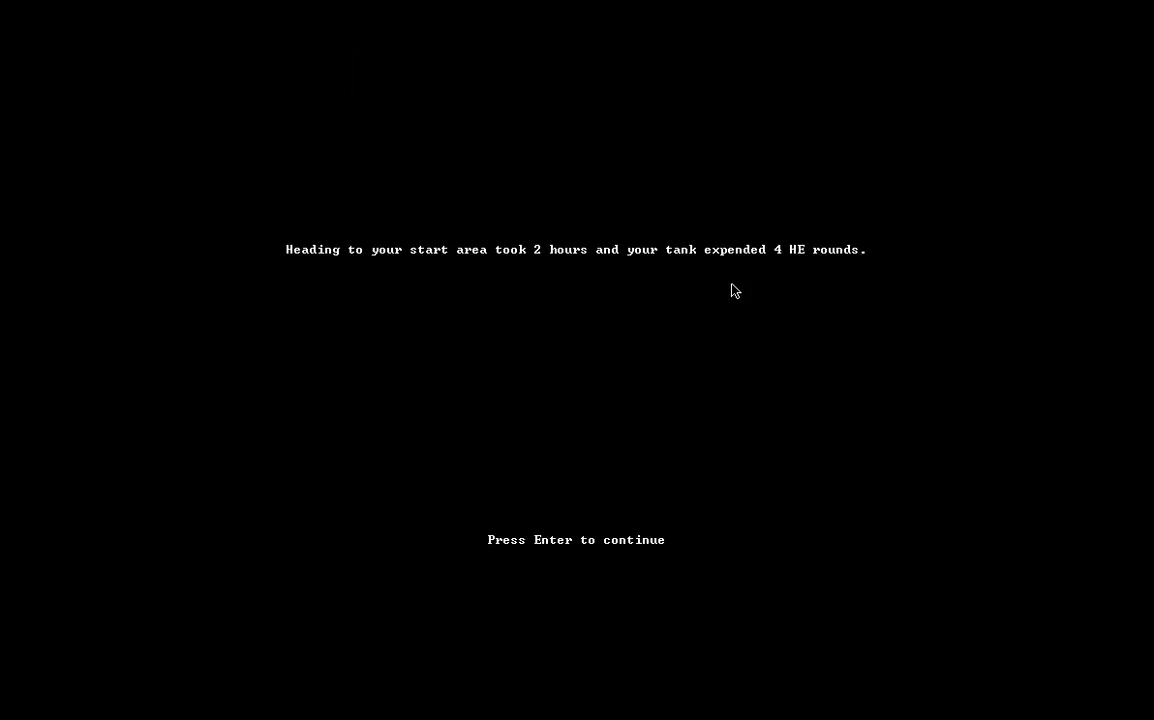 Heading to your start area took 2 hours and your tank expended 4 HE rounds.
Press Enter to continue